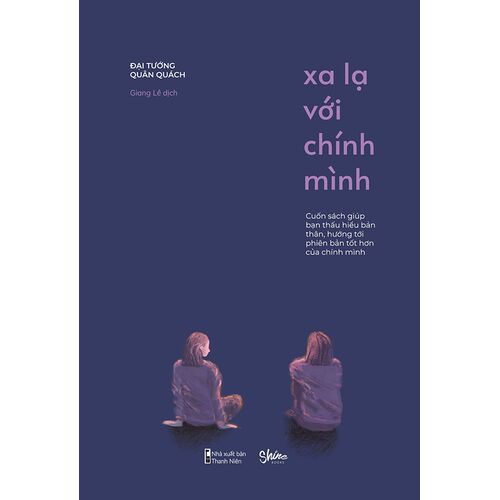 ĐẠI TƯỚNG
QUÂN QUÁCH
Giang Lê dịch
xa lạ
với
chính
mình
Cuốn sách giúp
bạn thấu hiểu bản
thân, hướng tới
phiên bản tốt hơn
của chính mình
Nhà xuất bản
Thanh Niên
Shine
BOOKS